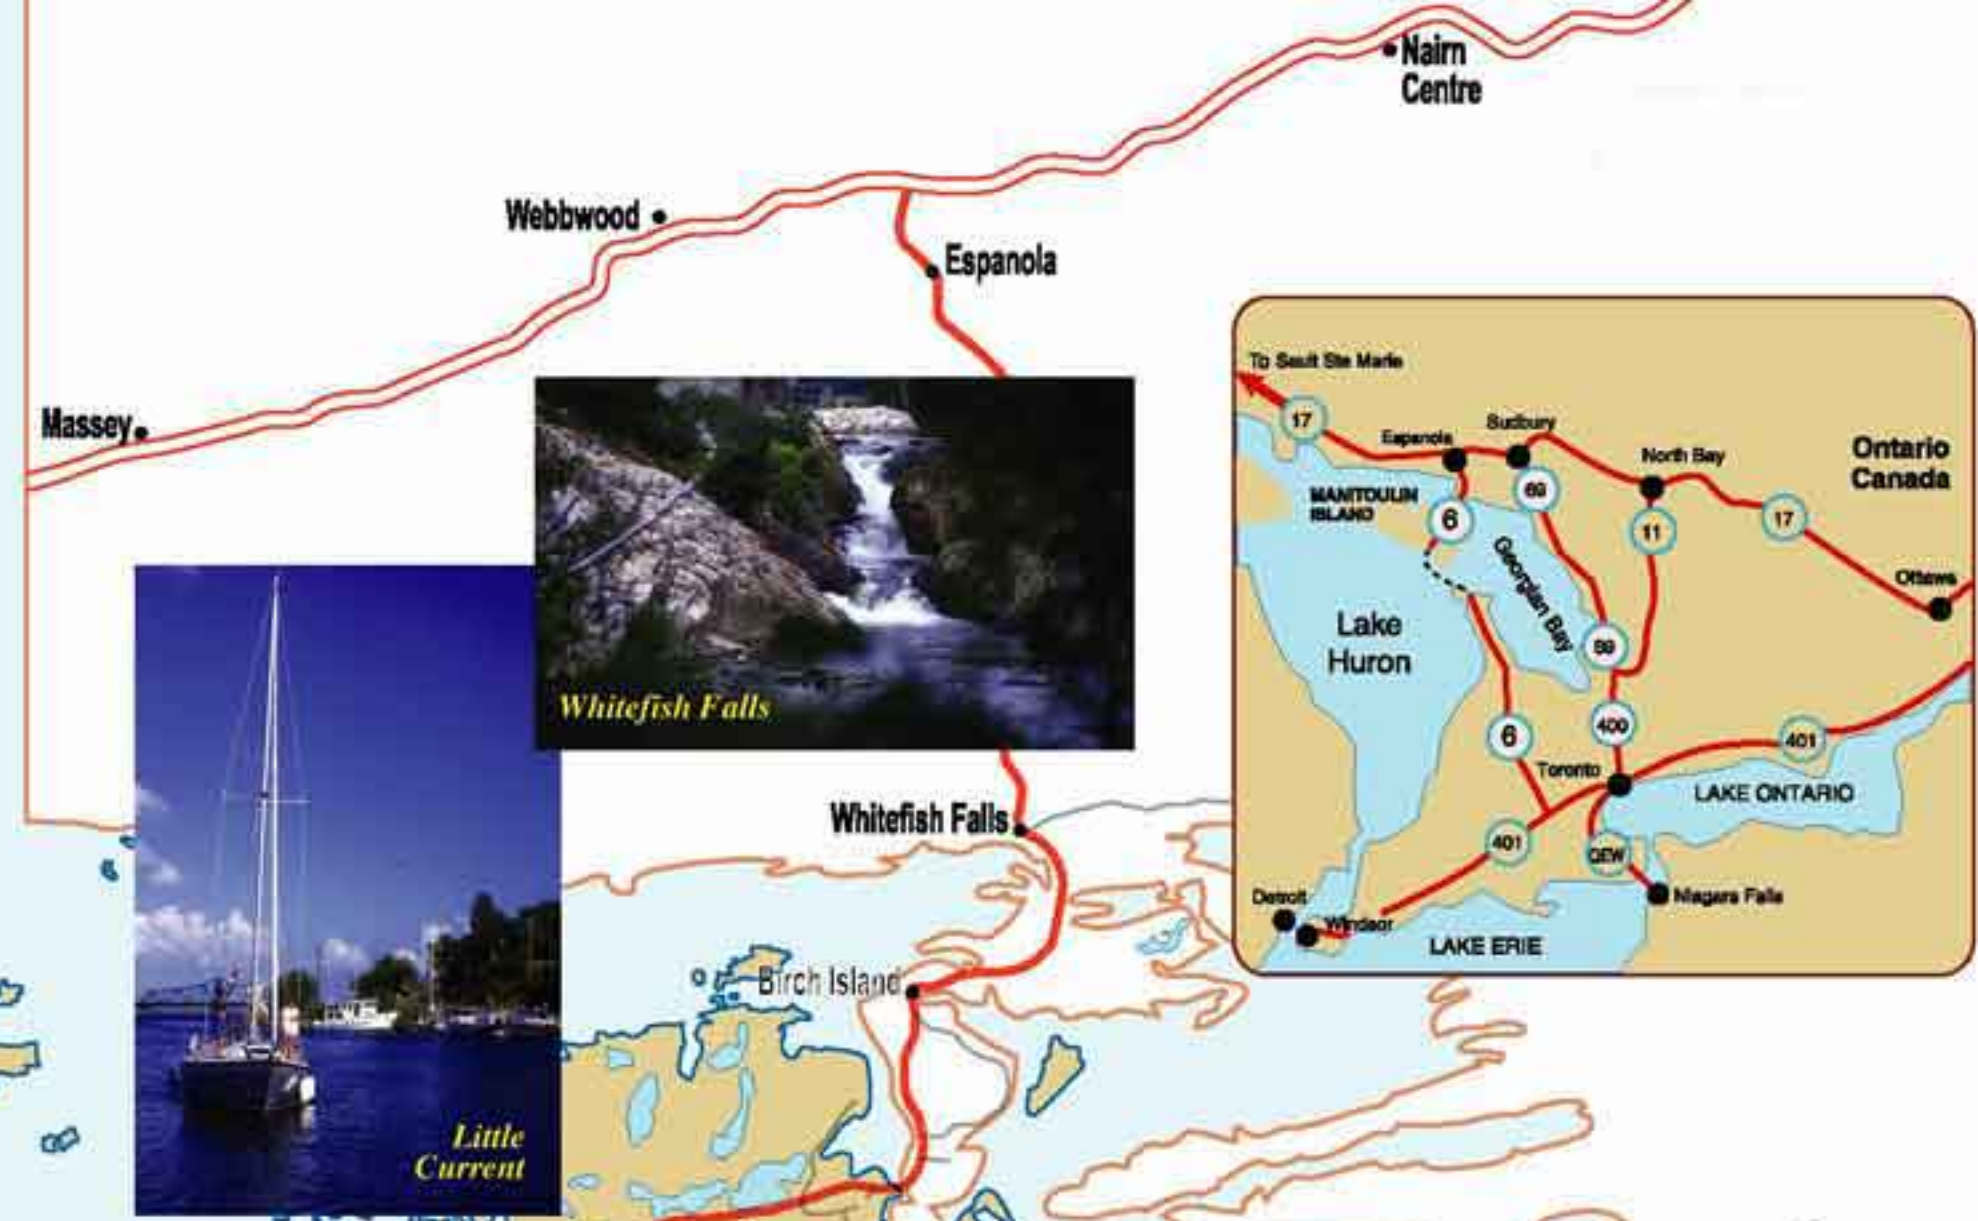 Nairn
Centre
Webbwood
Espanola
Massey
Whitefish Falls
Little
Current
Whitefish Falls
Birch Island
To Sault Ste Marie
17
Espanola
Sudbury
North Bay
Ontario
Canada
MANITOULIN
ISLAND
6
69
11
17
Ottawa
Georgian Bay
Lake
Huron
69
6
400
401
Toronto
LAKE ONTARIO
401
QEW
Detroit
Windsor
Niagara Falls
LAKE ERIE